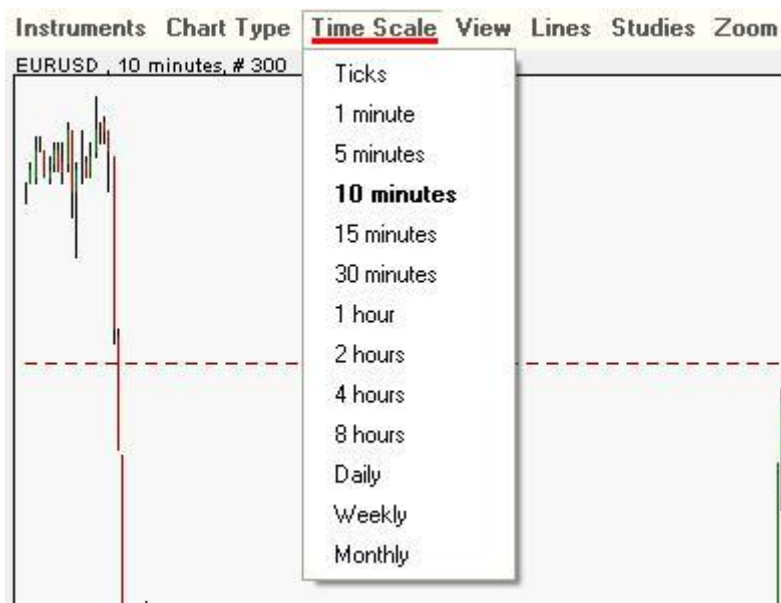 Instruments Chart Type Time Scale View Lines Studies Zoom
EURUSD , 10 minutes, # 300
Ticks
1 minute
5 minutes
10 minutes
15 minutes
30 minutes
1 hour
2 hours
4 hours
8 hours
Daily
Weekly
Monthly